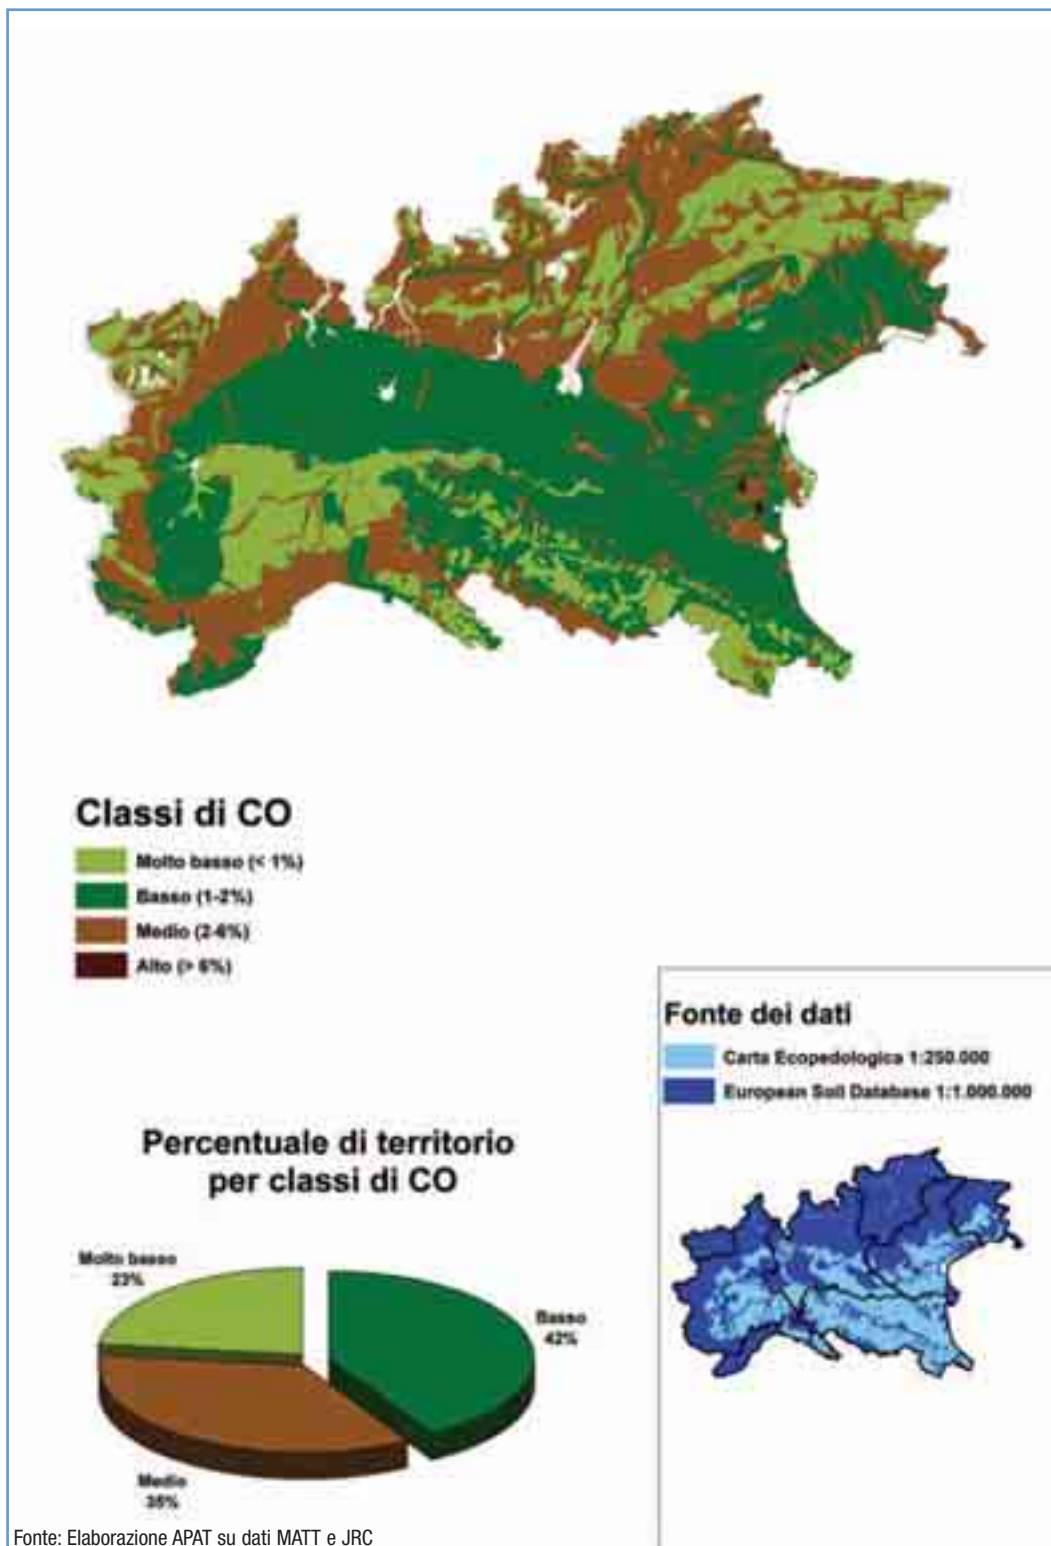 Classi di CO
Molto basso (< 1%)
Basso (1-2%)
Medio (2-6%)
Alto (> 6%)
Fonte dei dati
Carta Ecopedologica 1:250.000
European Soil Database 1:1.000.000
Percentuale di territorio
per classi di CO
Molto basso
23%
Basso
42%
Medio
35%
Fonte: Elaborazione APAT su dati MATT e JRC